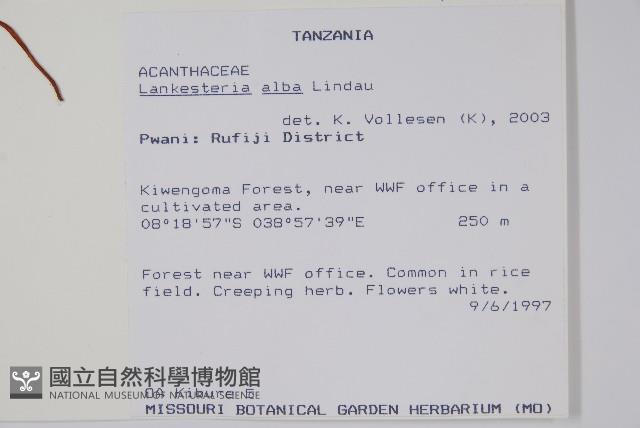 TANZANIA
ACANTHACEAE
Lankesteria alba Lindau
det. K. Vollesen (K), 2003
Pwani: Rufiji District
Kiwengoma Forest, near WWF office in a
cultivated area.
08°18'57"S 038°57'39"E 250 m
Forest near WWF office. Common in rice
field. Creeping herb. Flowers white.
9/6/1997
國立自然科學博物館
NATIONAL MUSEUM OF NATURAL SCIENCE
OA Kibure E
MISSOURI BOTANICAL GARDEN HERBARIUM (MO)